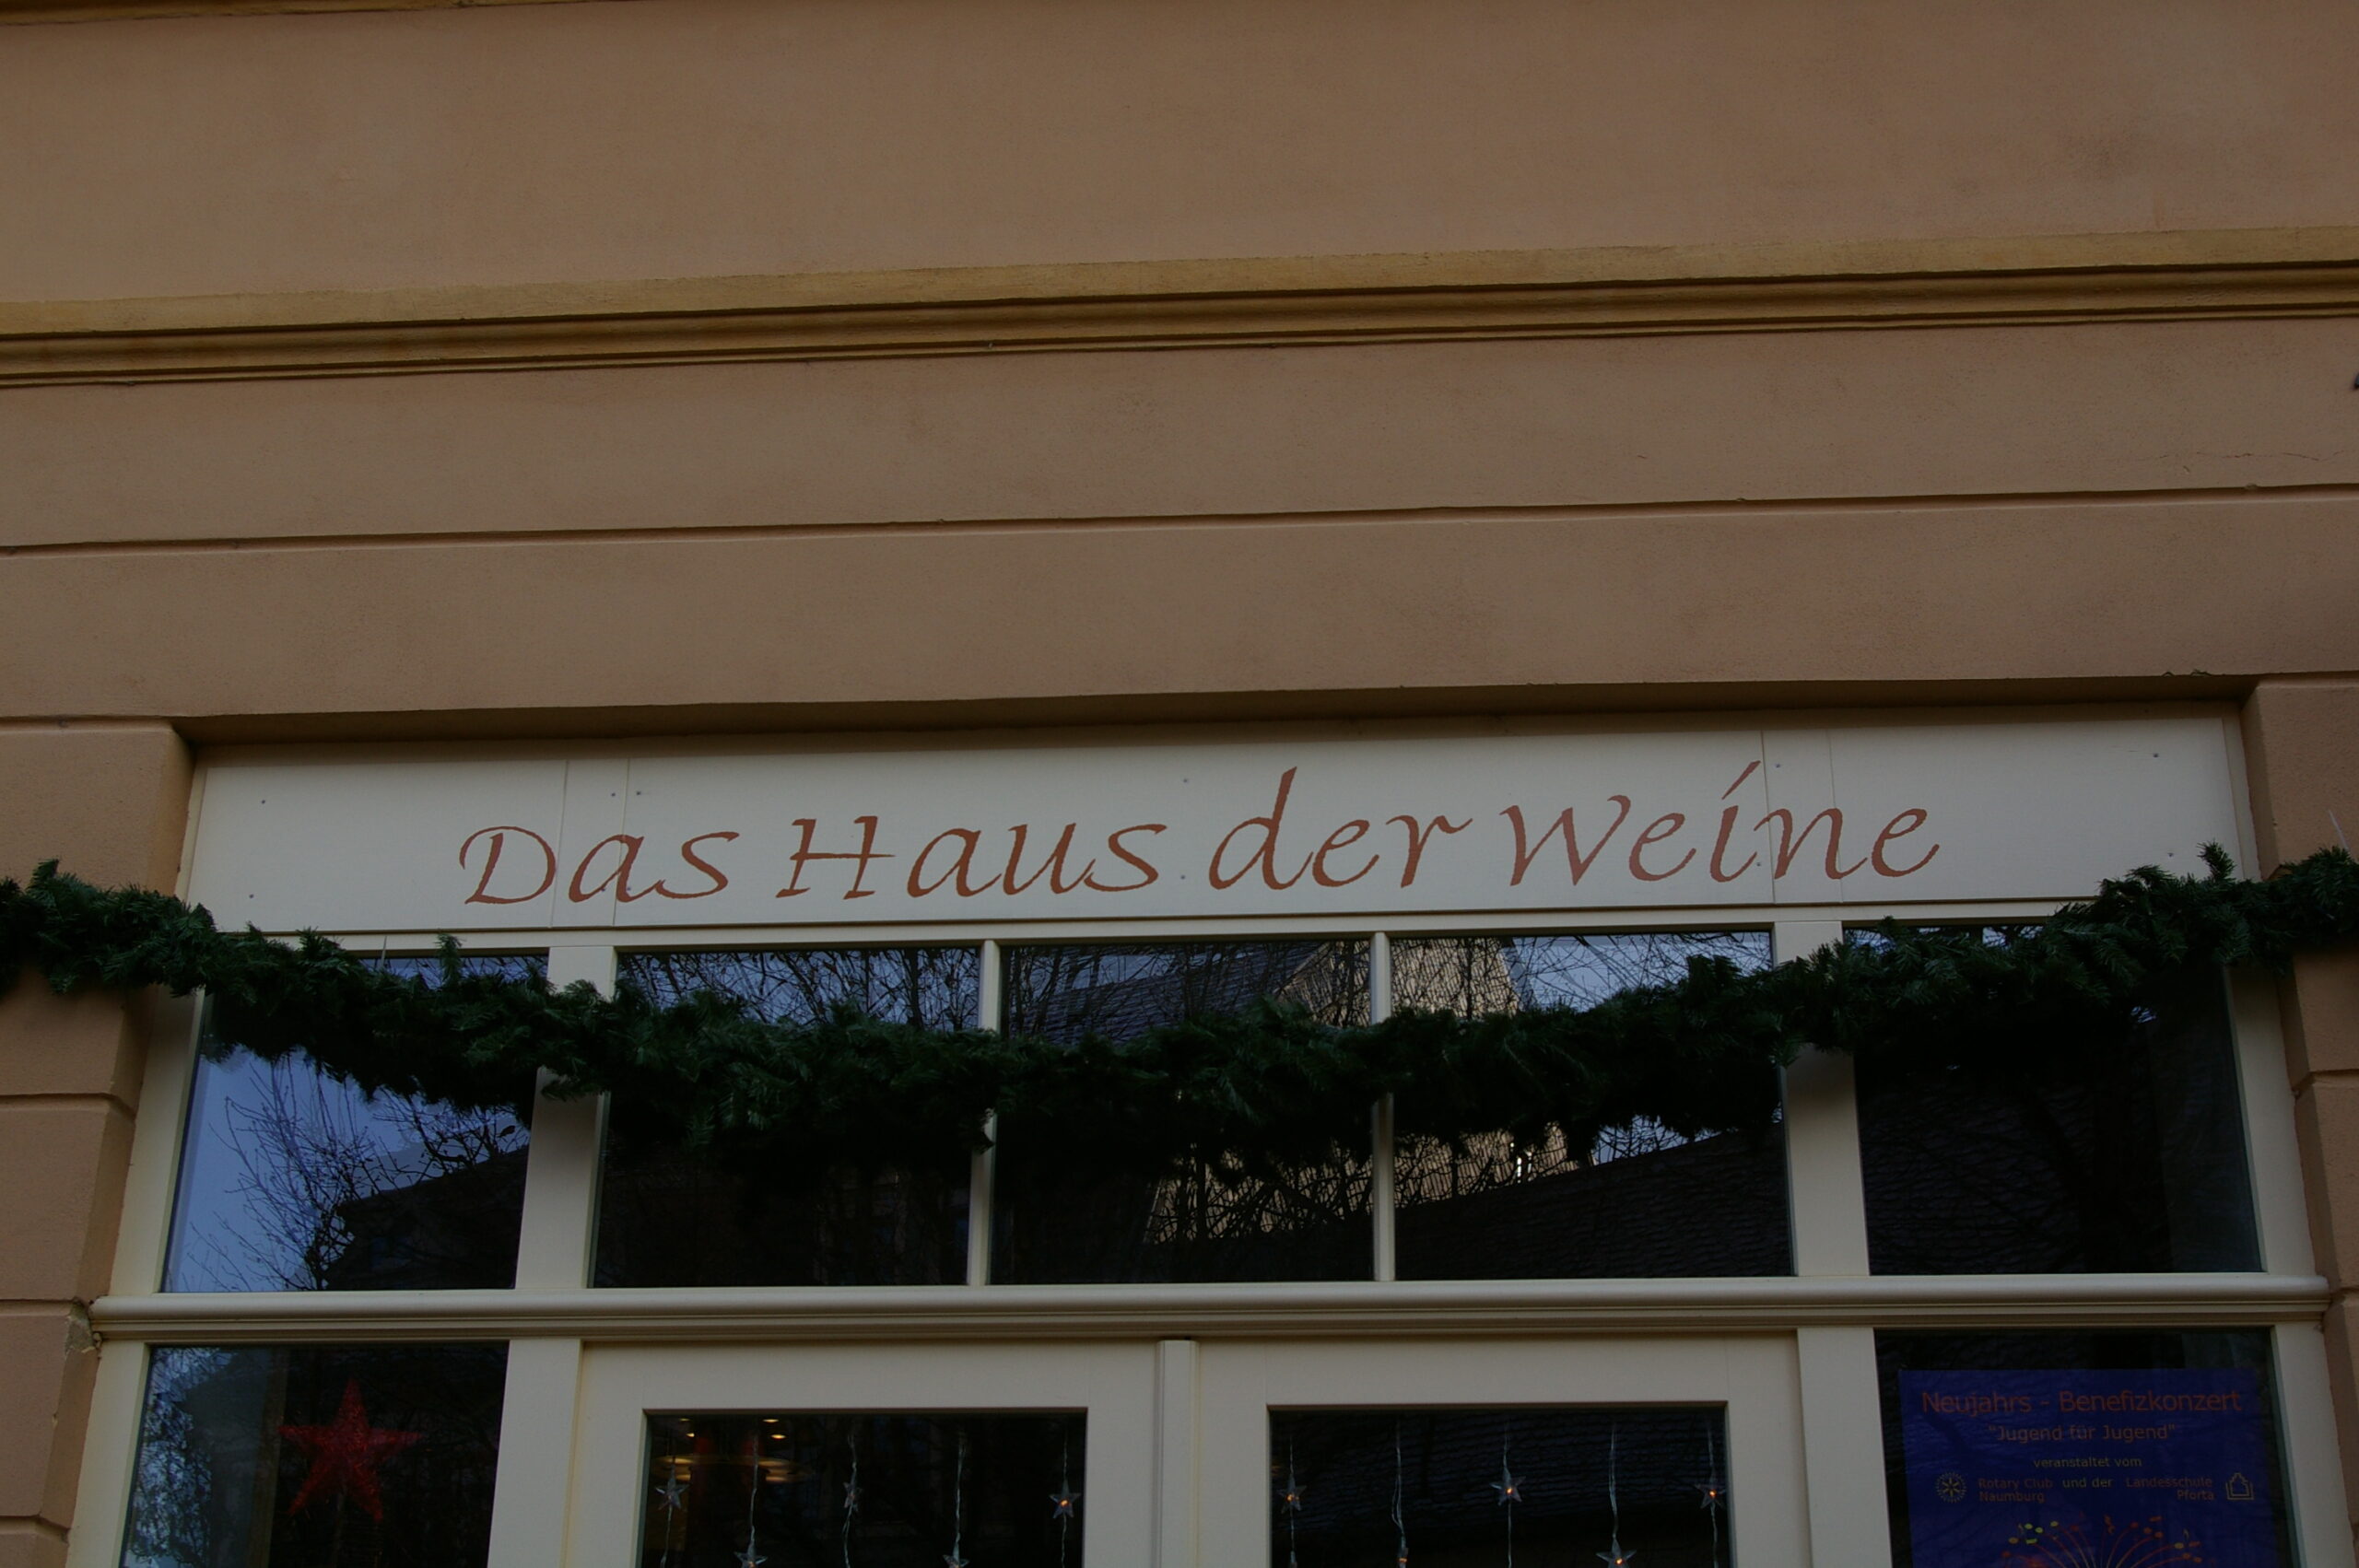 Das Haus der Weine
Neujahrs - Benefizkonzert
"Jugend für Jugend"
veranstaltet vom
Rotary Club und der Landesschule
Naumburg Pforta